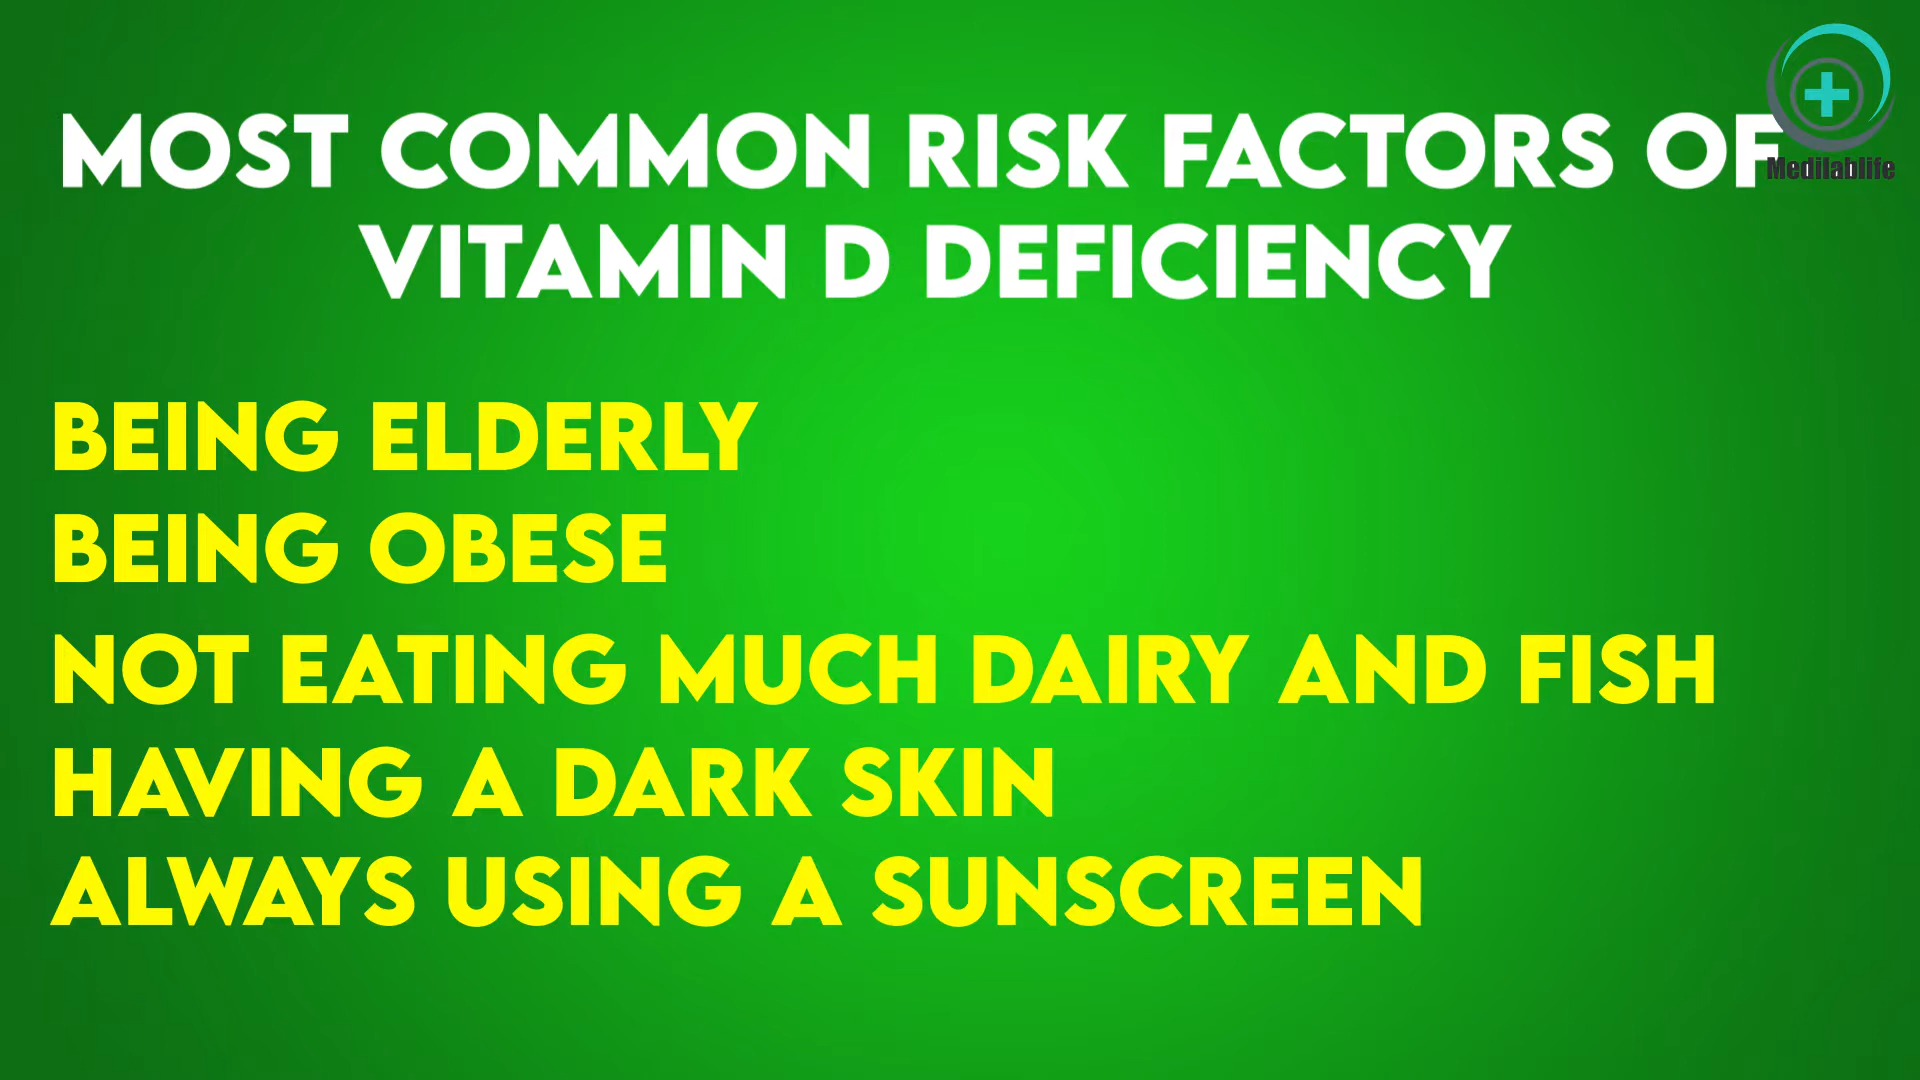 MOST COMMON RISK FACTORS OF
VITAMIN D DEFICIENCY
Medilablife
BEING ELDERLY
BEING OBESE
NOT EATING MUCH DAIRY AND FISH
HAVING A DARK SKIN
ALWAYS USING A SUNSCREEN